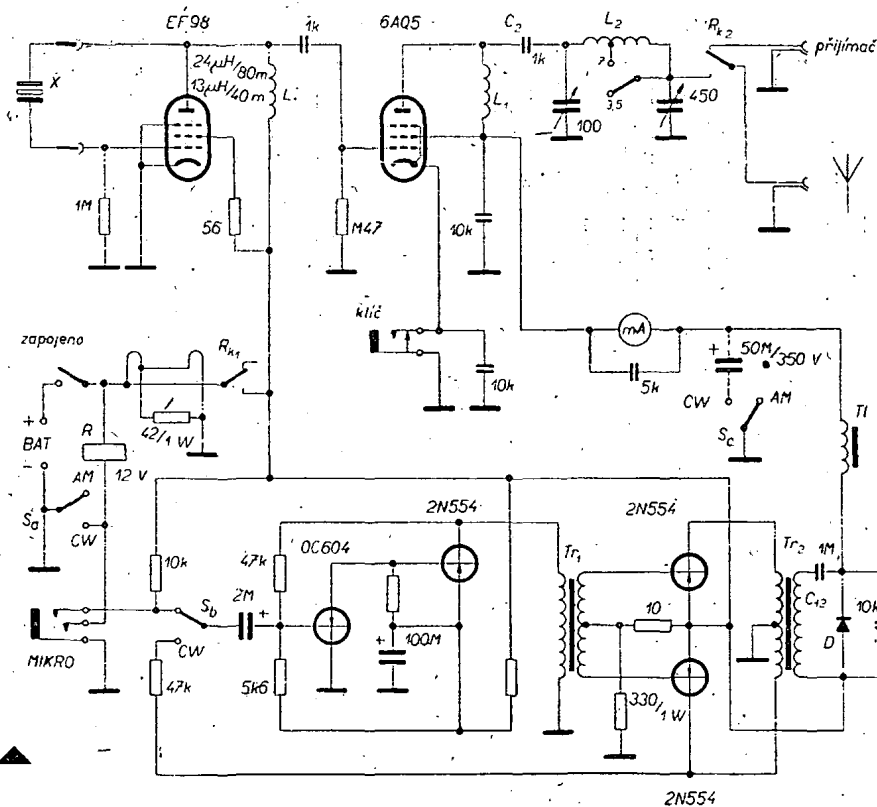 EF98
1k
6AQ5
C2
L2
Rk2
přijímač
X
24µH/80m
13µH/40m
L
1k
7
3,5
L1
100
450
1M
56
M47
10k
klíč
mA
zapojeno
Rk1
10k
5k
+
50M/350 V
CW
AM
Sc
Tl
+
BAT
-
R
42/1 W
12 V
Sa
AM
CW
2N554
2N554
OC604
Tr1
Tr2
1M
10k
47k
C12
10k
Sb
2M
+
10
D
CW
+
100M
MIKRO
47k
5k6
330/1 W
2N554